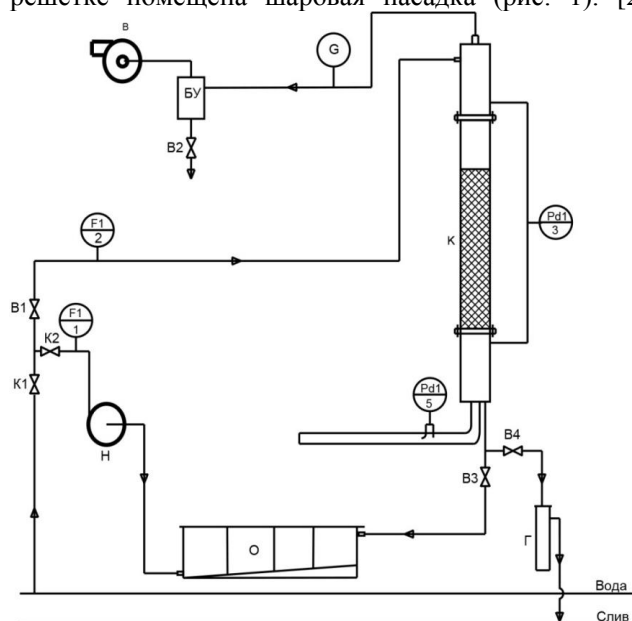 решетке помещена шаровая насадка (рис. 1). [2
В
G
БУ
В2
F1
2
К
Pd1
3
В1
F1
1
К2
К1
Pd1
5
Н
В4
В3
О
Г
Вода
Слив